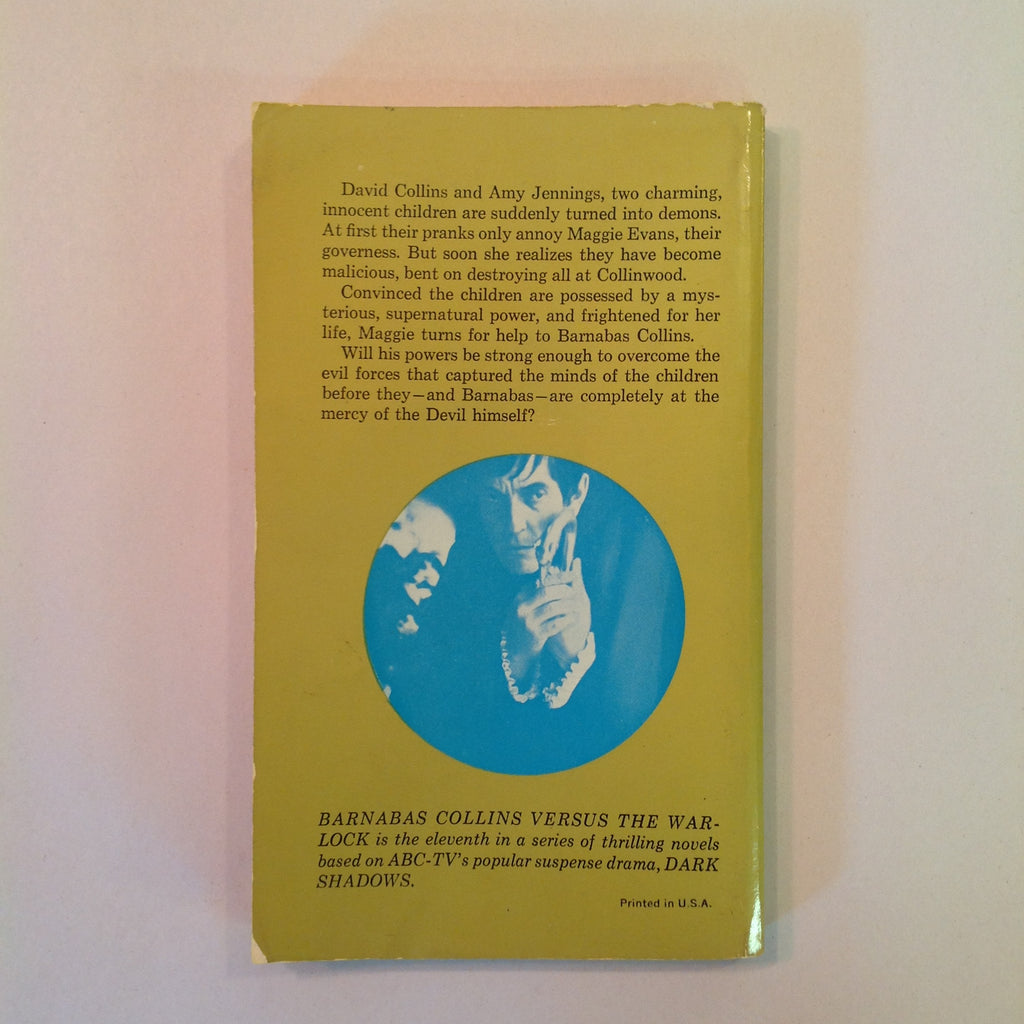 David Collins and Amy Jennings, two charming,
innocent children are suddenly turned into demons.
At first their pranks only annoy Maggie Evans, their
governess. But soon she realizes they have become
malicious, bent on destroying all at Collinwood.
Convinced the children are possessed by a mys-
terious, supernatural power, and frightened for her
life, Maggie turns for help to Barnabas Collins.
Will his powers be strong enough to overcome the
evil forces that captured the minds of the children
before they—and Barnabas—are completely at the
mercy of the Devil himself?
BARNABAS COLLINS VERSUS THE WAR-
LOCK is the eleventh in a series of thrilling novels
based on ABC-TV's popular suspense drama, DARK
SHADOWS.
Printed in U.S.A.